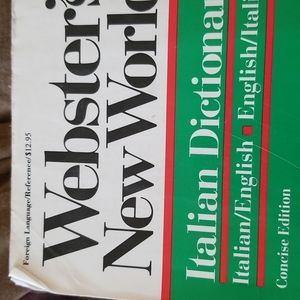 Foreign Language/Reference/$12.95
Webster's
New World
Italian Dictionar
Italian/English ■ English/Itali
Concise Edition